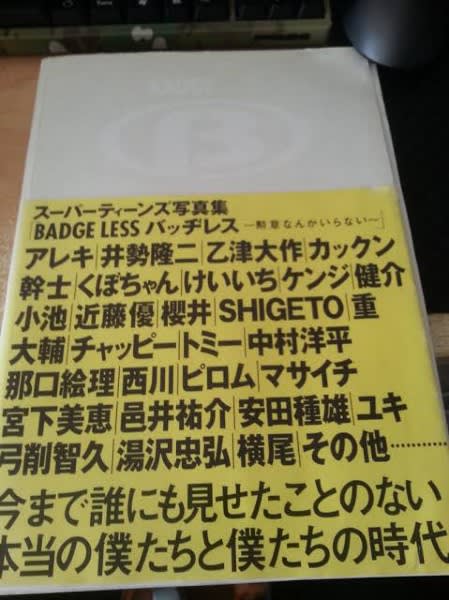 スーパーティーンズ写真集
「BADGE LESS バッヂレス ―勲章なんかいらない〜」
アレキ|井勢隆二|乙津大作|カックン
幹士|くぼちゃん|けいいち|ケンジ|健介
小池|近藤優|櫻井|SHIGETO|重
大輔|チャッピー|トミー|中村洋平
那口絵理|西川|ピロム|マサイチ
宮下美恵|邑井祐介|安田種雄|ユキ
弓削智久|湯沢忠弘|横尾|その他…………
今まで誰にも見せたことのない
本当の僕たちと僕たちの時代